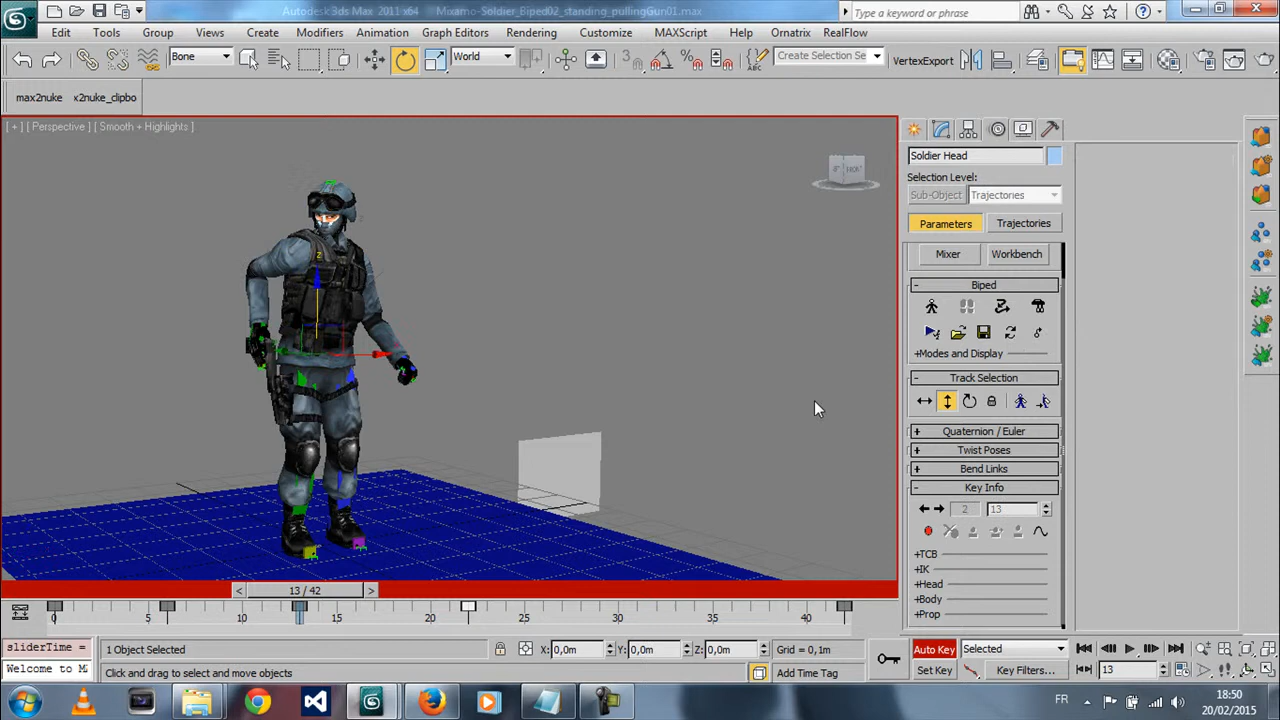 Autodesk 3ds Max 2011 x64
Mixamo-Soldier_Biped02_standing_pullingGun01.max
Type a keyword or phrase
Edit Tools Group Views Create Modifiers Animation Graph Editors Rendering Customize MAXScript Help Ornatrix RealFlow
Bone
World
3
Create Selection Se
VertexExport
max2nuke
x2nuke_clipbo
[ + ] [ Perspective ] [ Smooth + Highlights ]
Soldier Head
Selection Level:
Sub-Object
Trajectories
Parameters
Trajectories
Mixer
Workbench
- Biped
+Modes and Display
- Track Selection
+ Quaternion / Euler
+ Twist Poses
+ Bend Links
- Key Info
2
13
+TCB
+IK
+Head
+Body
+Prop
z
< 13 / 42 >
0 5 10 15 20 25 30 35 40
sliderTime =
1 Object Selected
X: 0,0m
Y: 0,0m
Z: 0,0m
Grid = 0,1m
Auto Key
Selected
Welcome to M
Click and drag to select and move objects
Add Time Tag
Set Key
Key Filters...
13
FR
18:50
20/02/2015